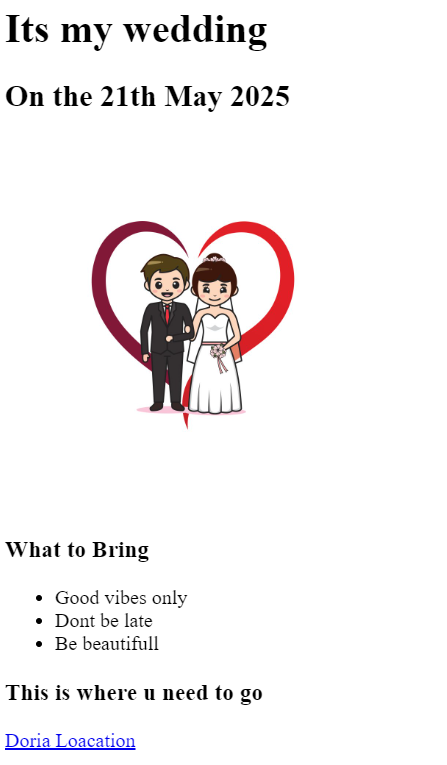 Its my wedding
On the 21th May 2025
What to Bring
Good vibes only
Dont be late
Be beautifull
This is where u need to go
Doria Loacation